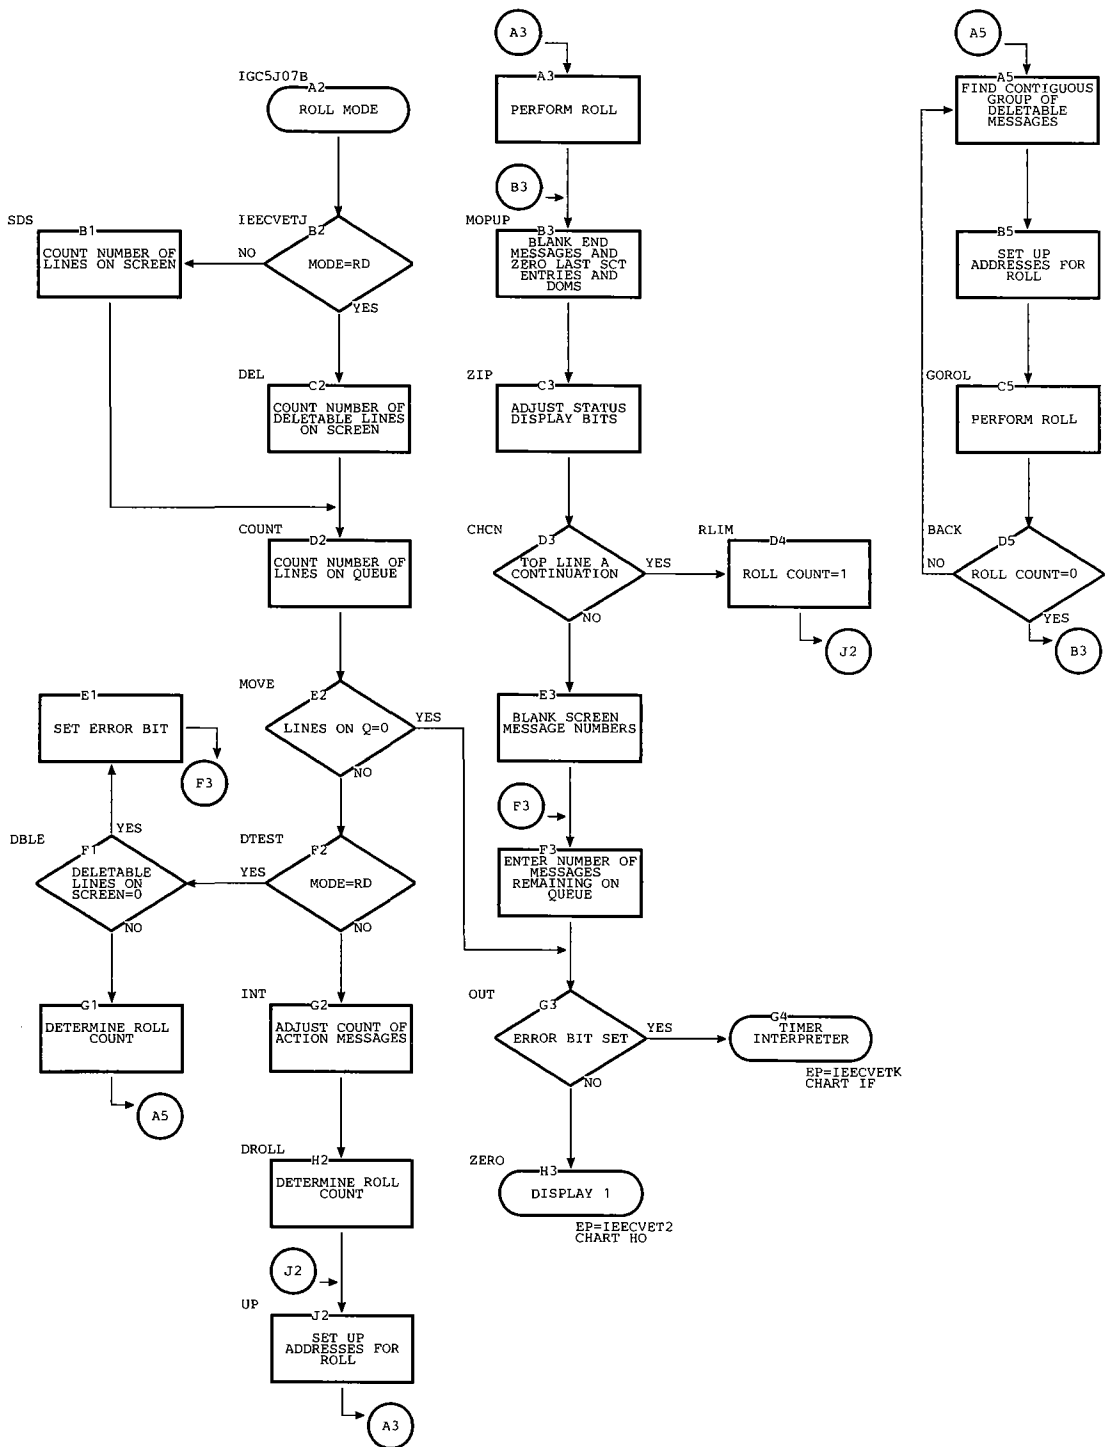 IGC5J07B
A2
ROLL MODE
IEECVETJ
B2
MODE=RD
NO
YES
SDS
B1
COUNT NUMBER OF
LINES ON SCREEN
DEL
C2
COUNT NUMBER OF
DELETABLE LINES
ON SCREEN
COUNT
D2
COUNT NUMBER OF
LINES ON QUEUE
MOVE
E2
LINES ON Q=0
YES
NO
E1
SET ERROR BIT
F3
DBLE
F1
DELETABLE
LINES ON
SCREEN=0
YES
NO
DTEST
F2
MODE=RD
YES
NO
G1
DETERMINE ROLL
COUNT
A5
INT
G2
ADJUST COUNT OF
ACTION MESSAGES
DROLL
H2
DETERMINE ROLL
COUNT
J2
UP
J2
SET UP
ADDRESSES FOR
ROLL
A3
A3
A3
PERFORM ROLL
B3
MOPUP
B3
BLANK END
MESSAGES AND
ZERO LAST SCT
ENTRIES AND
DOMS
ZIP
C3
ADJUST STATUS
DISPLAY BITS
CHCN
D3
TOP LINE A
CONTINUATION
YES
NO
RLIM
D4
ROLL COUNT=1
J2
E3
BLANK SCREEN
MESSAGE NUMBERS
F3
F3
ENTER NUMBER OF
MESSAGES
REMAINING ON
QUEUE
OUT
G3
ERROR BIT SET
YES
NO
G4
TIMER
INTERPRETER
EP=IEECVETK
CHART IF
ZERO
H3
DISPLAY 1
EP=IEECVET2
CHART HO
A5
A5
FIND CONTIGUOUS
GROUP OF
DELETABLE
MESSAGES
B5
SET UP
ADDRESSES FOR
ROLL
GOROL
C5
PERFORM ROLL
BACK
D5
ROLL COUNT=0
NO
YES
B3